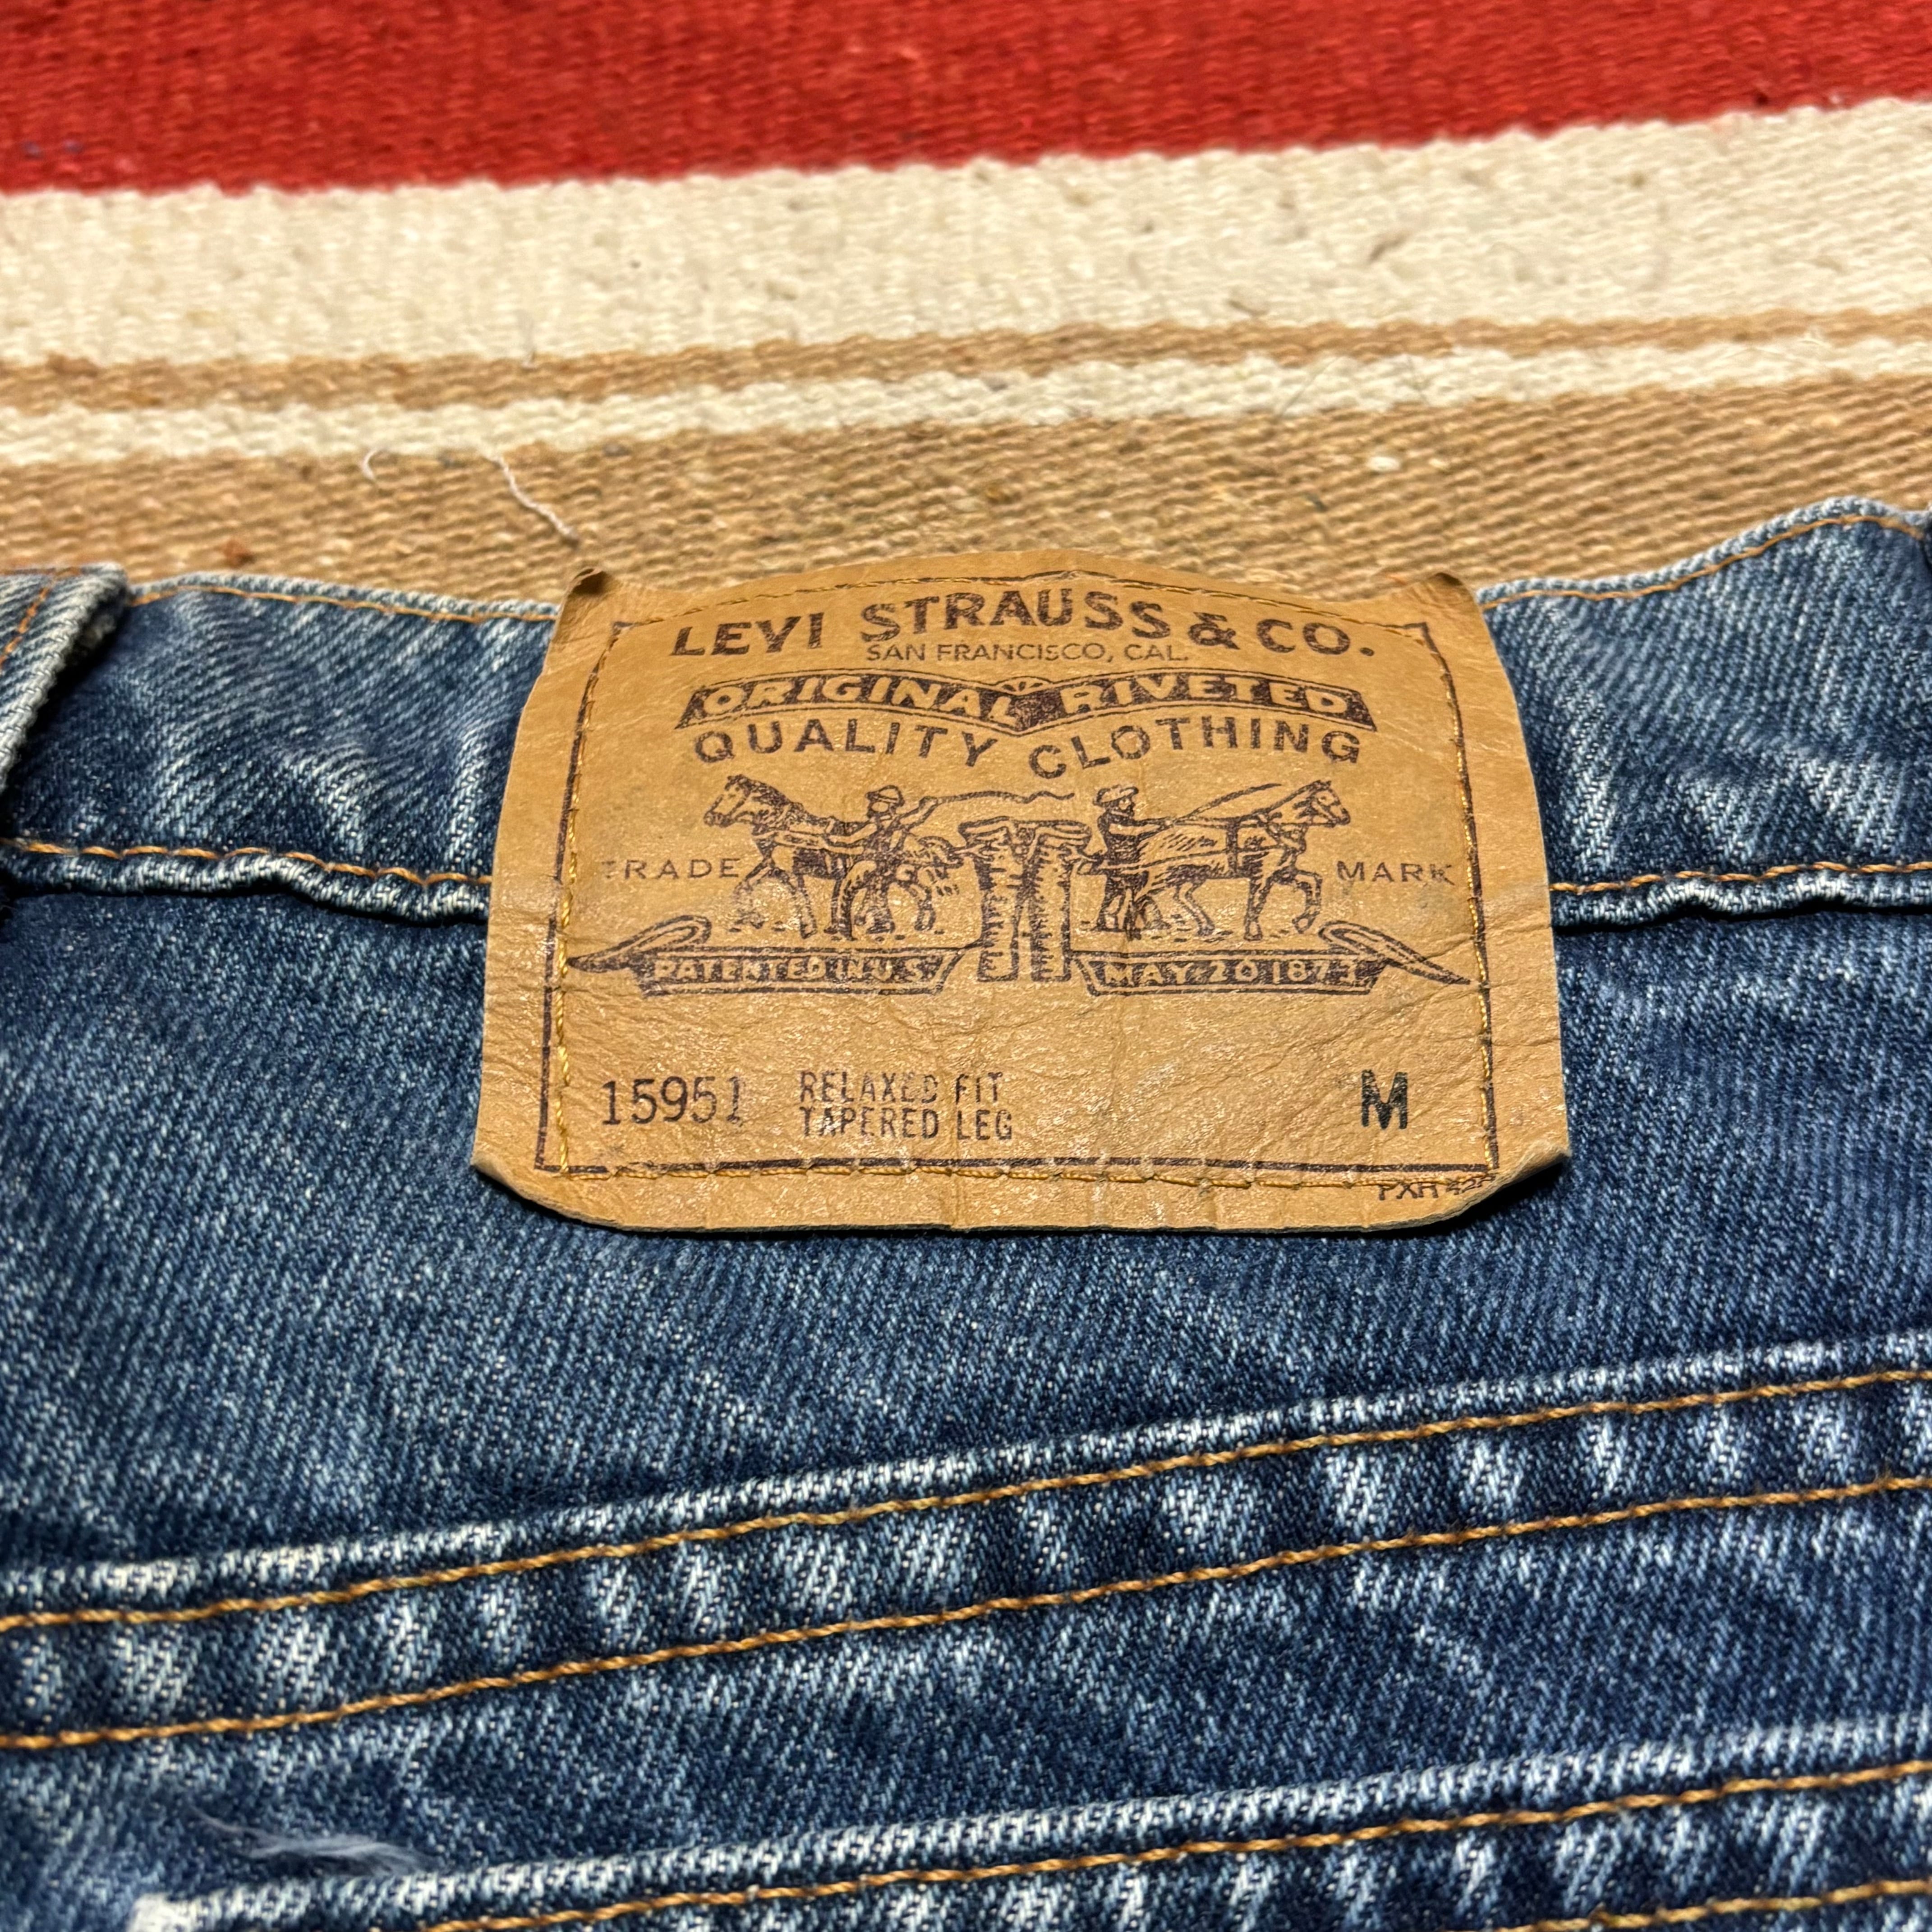 LEVI STRAUSS & CO.
SAN FRANCISCO, CAL.
ORIGINAL RIVETED
QUALITY CLOTHING
TRADE MARK
PATENTED IN U.S. MAY 20 1873
15951 RELAXED FIT M
TAPERED LEG